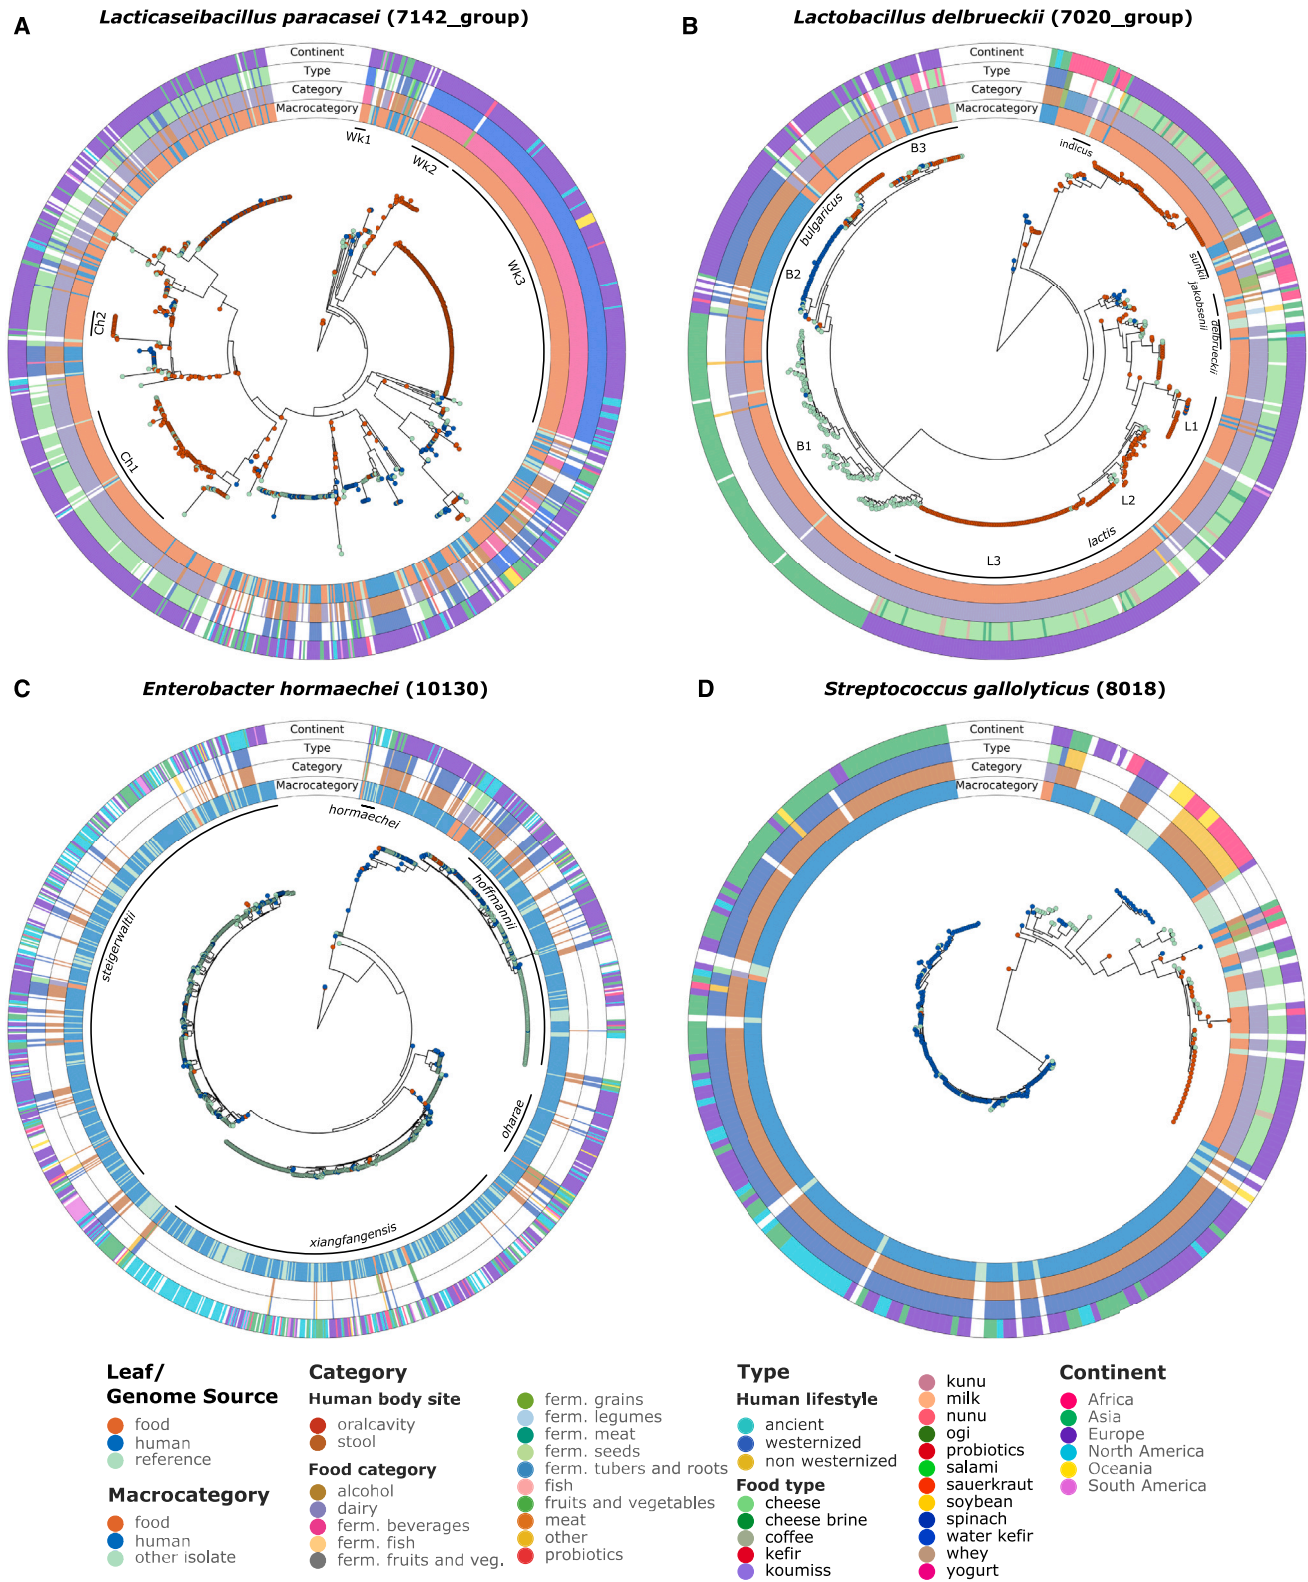 A
Lacticaseibacillus paracasei (7142_group)
Continent
Type
Category
Macrocategory
Wk1
Wk2
Wk3
Ch2
Ch1
B
Lactobacillus delbrueckii (7020_group)
Continent
Type
Category
Macrocategory
indicus
B3
bulgaricus
B2
sunkii
jakobsenii
delbrueckii
B1
L1
L2
lactis
L3
C
Enterobacter hormaechei (10130)
Continent
Type
Category
Macrocategory
hormaechei
hoffmannii
steigerwaltii
oharae
xiangfangensis
D
Streptococcus gallolyticus (8018)
Continent
Type
Category
Macrocategory
Leaf/
Genome Source
food
human
reference
Macrocategory
food
human
other isolate
Category
Human body site
oralcavity
stool
Food category
alcohol
dairy
ferm. beverages
ferm. fish
ferm. fruits and veg.
ferm. grains
ferm. legumes
ferm. meat
ferm. seeds
ferm. tubers and roots
fish
fruits and vegetables
meat
other
probiotics
Type
Human lifestyle
ancient
westernized
non westernized
Food type
cheese
cheese brine
coffee
kefir
koumiss
kunu
milk
nunu
ogi
probiotics
salami
sauerkraut
soybean
spinach
water kefir
whey
yogurt
Continent
Africa
Asia
Europe
North America
Oceania
South America